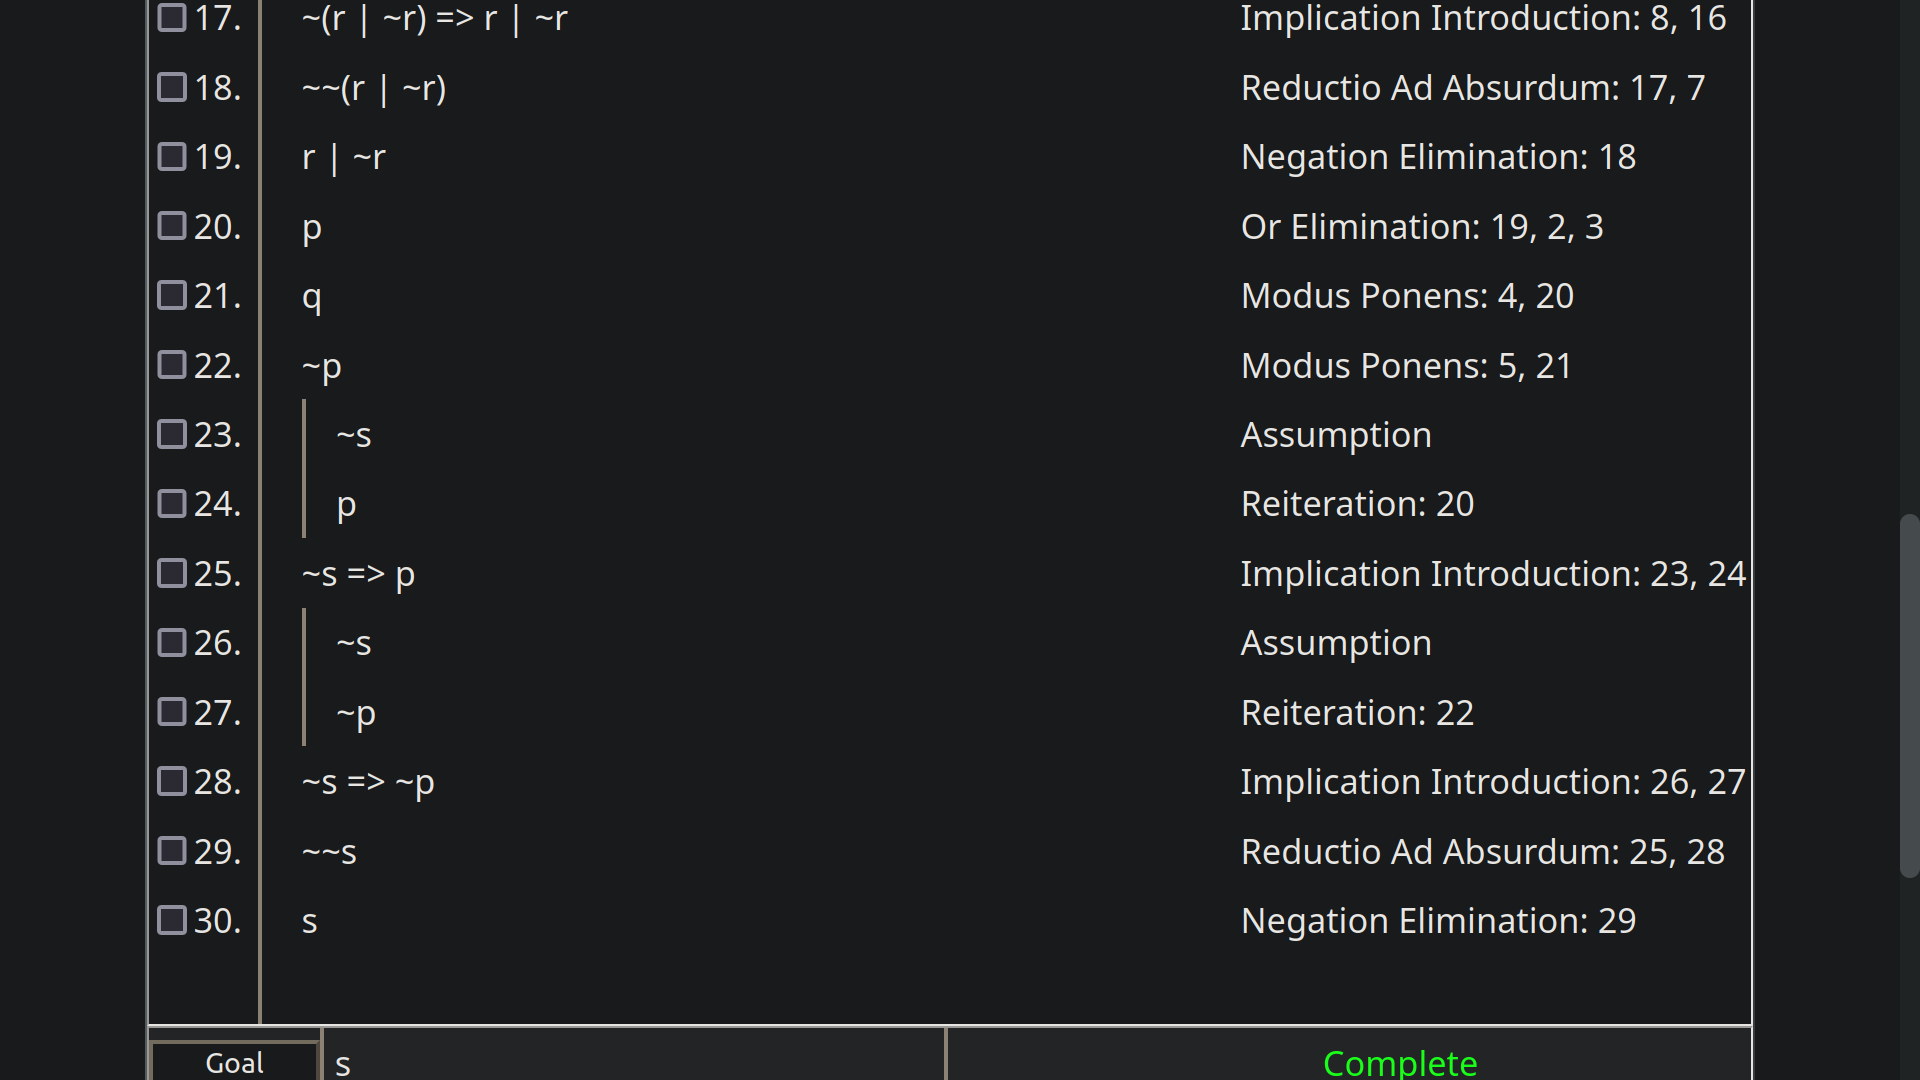 17. ~(r | ~r) => r | ~r Implication Introduction: 8, 16
18. ~~(r | ~r) Reductio Ad Absurdum: 17, 7
19. r | ~r Negation Elimination: 18
20. p Or Elimination: 19, 2, 3
21. q Modus Ponens: 4, 20
22. ~p Modus Ponens: 5, 21
23. ~s Assumption
24. p Reiteration: 20
25. ~s => p Implication Introduction: 23, 24
26. ~s Assumption
27. ~p Reiteration: 22
28. ~s => ~p Implication Introduction: 26, 27
29. ~~s Reductio Ad Absurdum: 25, 28
30. s Negation Elimination: 29
Goal s Complete